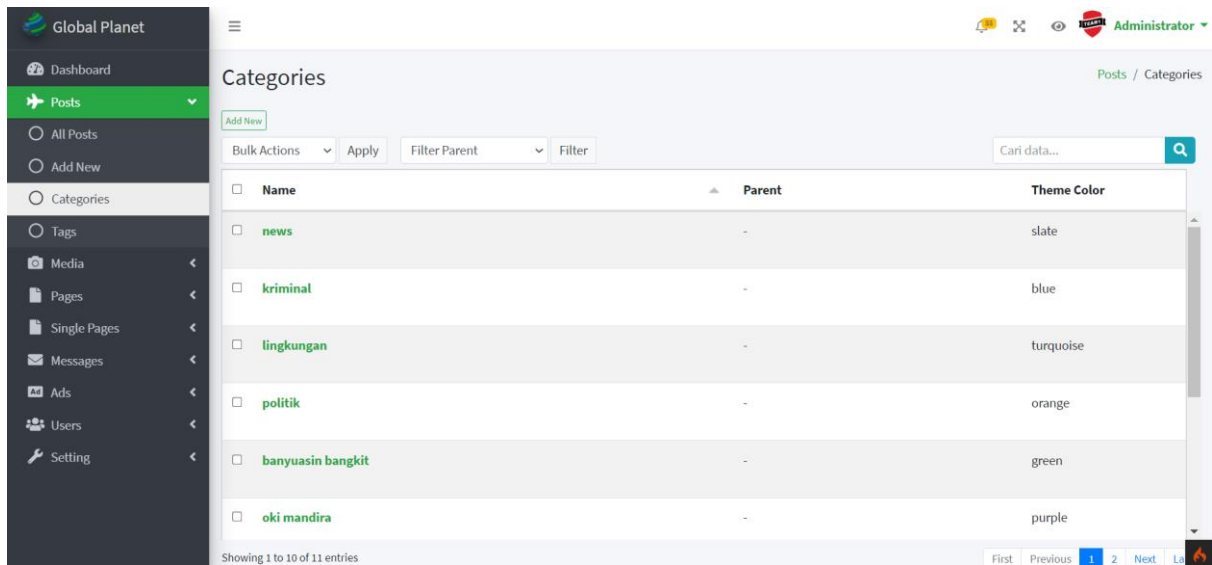 Global Planet
Administrator
Dashboard
Posts
All Posts
Add New
Categories
Tags
Media
Pages
Single Pages
Messages
Ad Ads
Users
Setting
Categories
Posts / Categories
Add New
Bulk Actions Apply Filter Parent Filter Cari data...
Name Parent Theme Color
news - slate
kriminal - blue
lingkungan - turquoise
politik - orange
banyuasin bangkit - green
oki mandira - purple
Showing 1 to 10 of 11 entries First Previous 1 2 Next La